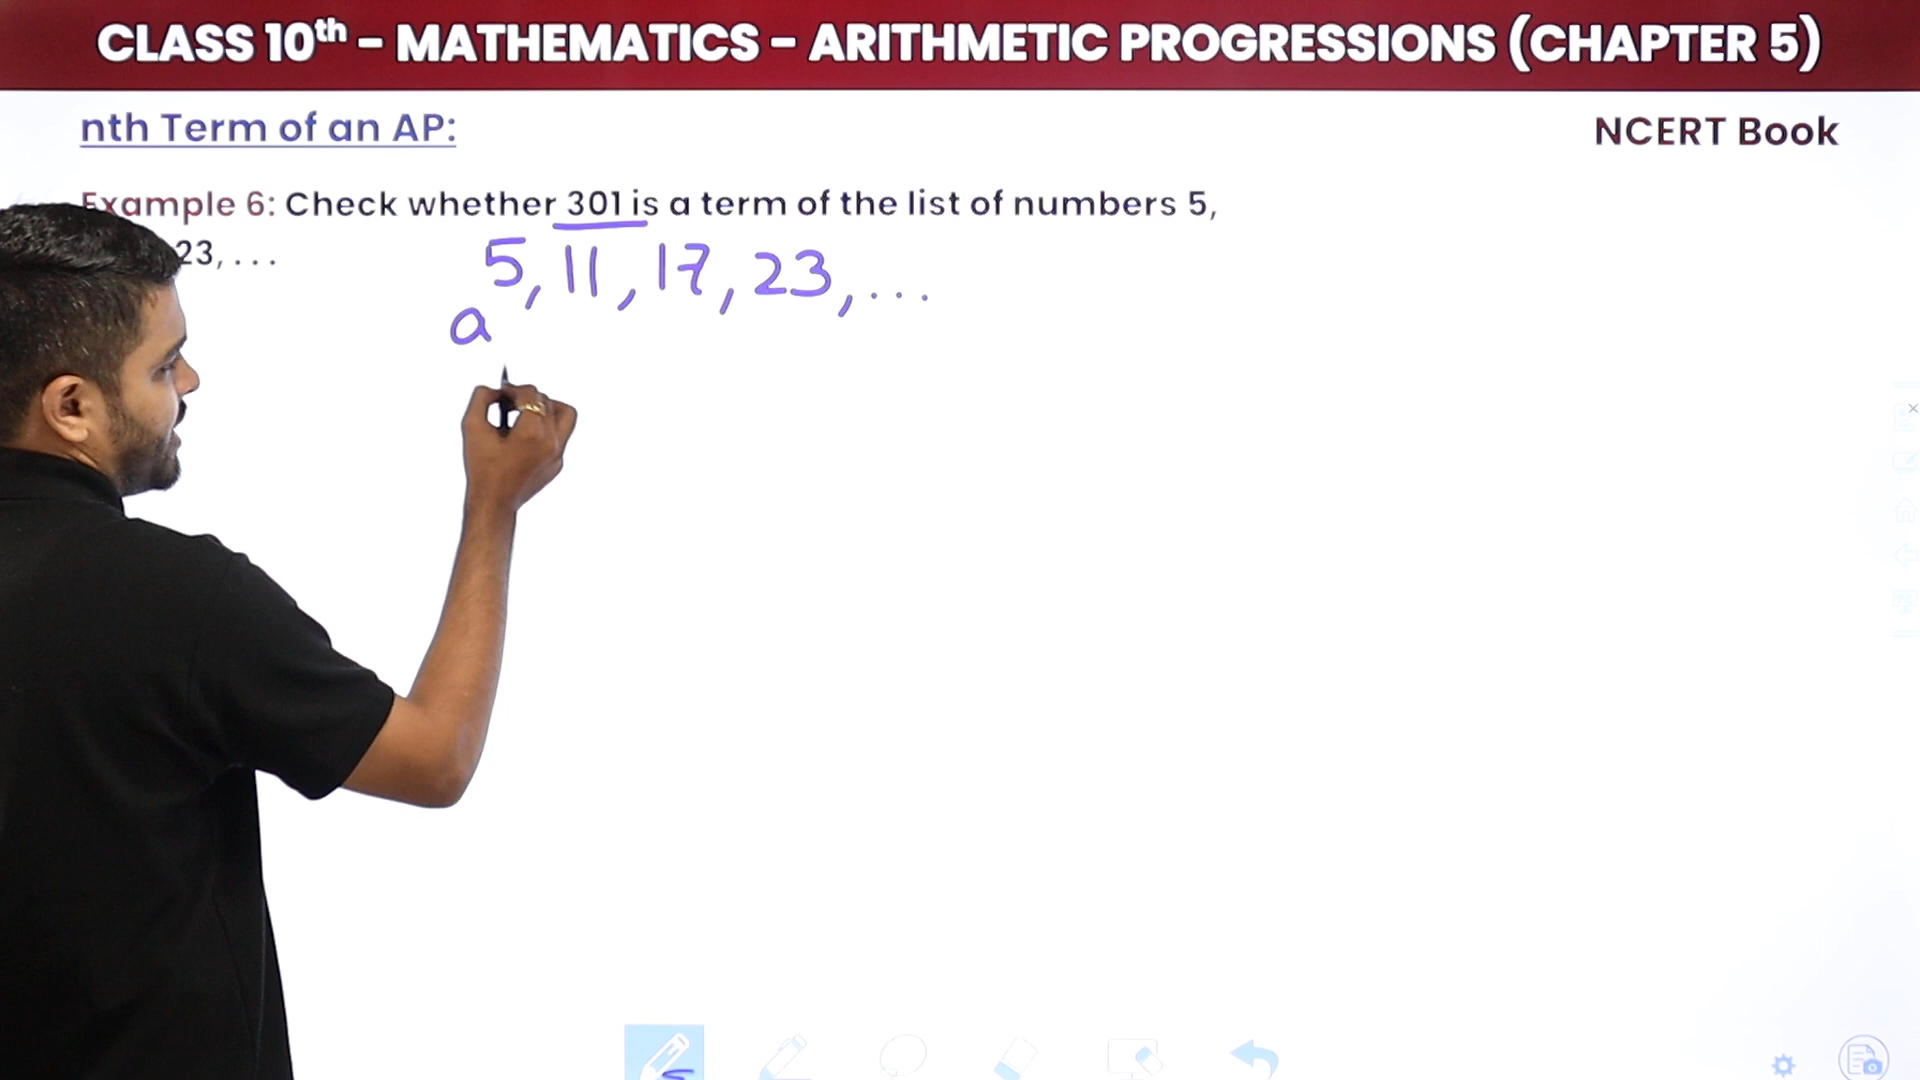 CLASS 10th - MATHEMATICS - ARITHMETIC PROGRESSIONS (CHAPTER 5)
nth Term of an AP:
NCERT Book
Example 6: Check whether 301 is a term of the list of numbers 5,
23, . . .
5, 11, 17, 23, ...
a